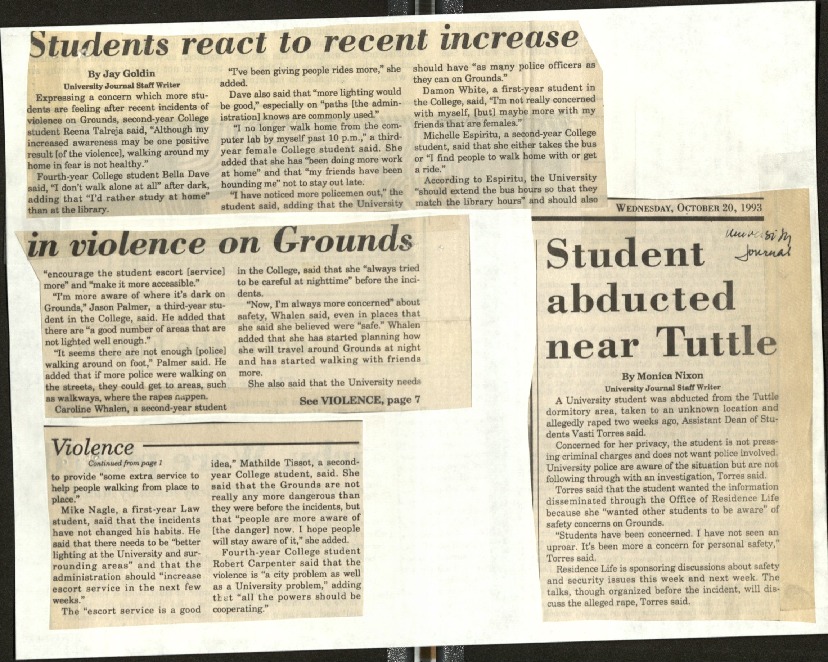 Students react to recent increase
By Jay Goldin
University Journal Staff Writer
Expressing a concern which more stu-
dents are feeling after recent incidents of
violence on Grounds, second-year College
student Reena Talreja said, "Although my
increased awareness may be one positive
result [of the violence], walking around my
home in fear is not healthy."
Fourth-year College student Bella Dave
said, "I don't walk alone at all" after dark,
adding that "I'd rather study at home"
than at the library.
"I've been giving people rides more," she
added.
Dave also said that "more lighting would
be good," especially on "paths [the admin-
istration] knows are commonly used."
"I no longer walk home from the com-
puter lab by myself past 10 p.m.," a third-
year female College student said. She
added that she has "been doing more work
at home" and that "my friends have been
hounding me" not to stay out late.
"I have noticed more policemen out," the
student said, adding that the University
should have "as many police officers as
they can on Grounds."
Damon White, a first-year student in
the College, said, "I'm not really concerned
with myself, [but] maybe more with my
friends that are females."
Michelle Espiritu, a second-year College
student, said that she either takes the bus
or "I find people to walk home with or get
a ride."
According to Espiritu, the University
"should extend the bus hours so that they
match the library hours" and should also
in violence on Grounds
"encourage the student escort [service]
more" and "make it more accessible."
"I'm more aware of where it's dark on
Grounds," Jason Palmer, a third-year stu-
dent in the College, said. He added that
there are "a good number of areas that are
not lighted well enough."
"It seems there are not enough [police]
walking around on foot," Palmer said. He
added that if more police were walking on
the streets, they could get to areas, such
as walkways, where the rapes happen.
Caroline Whalen, a second-year student
in the College, said that she "always tried
to be careful at nighttime" before the inci-
dents.
"Now, I'm always more concerned" about
safety, Whalen said, even in places that
she said she believed were "safe." Whalen
added that she has started planning how
she will travel around Grounds at night
and has started walking with friends
more.
She also said that the University needs
See VIOLENCE, page 7
Violence
Continued from page 1
to provide "some extra service to
help people walking from place to
place."
Mike Nagle, a first-year Law
student, said that the incidents
have not changed his habits. He
said that there needs to be "better
lighting at the University and sur-
rounding areas" and that the
administration should "increase
escort service in the next few
weeks."
The "escort service is a good
idea," Mathilde Tissot, a second-
year College student, said. She
said that the Grounds are not
really any more dangerous than
they were before the incidents, but
that "people are more aware of
[the danger] now. I hope people
will stay aware of it," she added.
Fourth-year College student
Robert Carpenter said that the
violence is "a city problem as well
as a University problem," adding
that "all the powers should be
cooperating."
WEDNESDAY, OCTOBER 20, 1993
University
Journal
Student
abducted
near Tuttle
By Monica Nixon
University Journal Staff Writer
A University student was abducted from the Tuttle
dormitory area, taken to an unknown location and
allegedly raped two weeks ago, Assistant Dean of Stu-
dents Vasti Torres said.
Concerned for her privacy, the student is not press-
ing criminal charges and does not want police involved.
University police are aware of the situation but are not
following through with an investigation, Torres said.
Torres said that the student wanted the information
disseminated through the Office of Residence Life
because she "wanted other students to be aware" of
safety concerns on Grounds.
"Students have been concerned. I have not seen an
uproar. It's been more a concern for personal safety,"
Torres said.
Residence Life is sponsoring discussions about safety
and security issues this week and next week. The
talks, though organized before the incident, will dis-
cuss the alleged rape, Torres said.